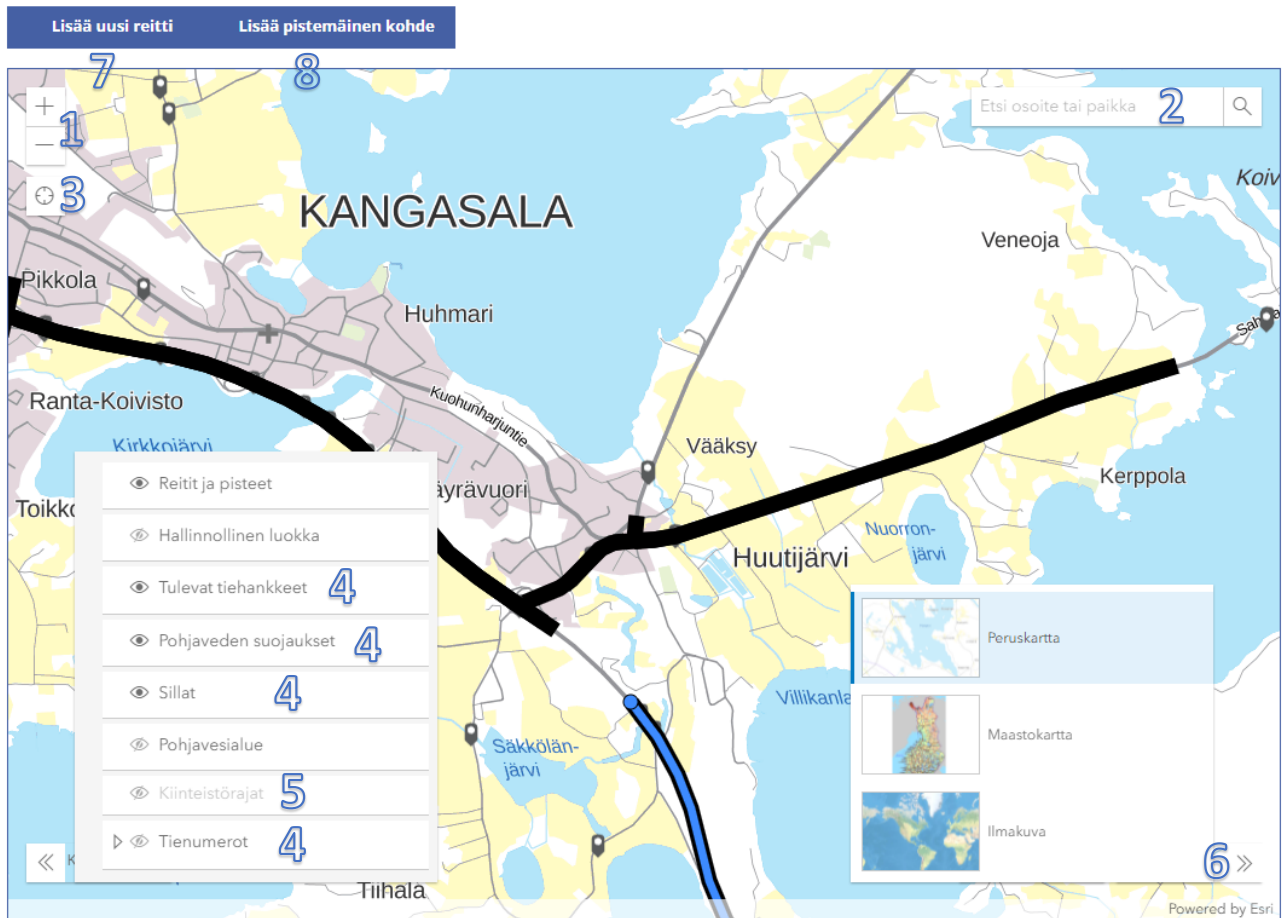 Lisää uusi reitti
Lisää pistemäinen kohde
7
8
1
2
3
Etsi osoite tai paikka
KANGASALA
Koiv
Veneoja
Pikkola
Huhmari
Ranta-Koivisto
Kuohunharjuntie
Kirkkojärvi
Vääksy
Kerppola
äyrävuori
Toikko
Nuorron-
järvi
Huutijärvi
Villikanla
Säkkölän-
järvi
Tiihala
Reitit ja pisteet
Hallinnollinen luokka
Tulevat tiehankkeet 4
Pohjaveden suojaukset 4
Sillat 4
Pohjavesialue
Kiinteistörajat 5
Tienumerot 4
K
Peruskartta
Maastokartta
Ilmakuva
6
Powered by Esri